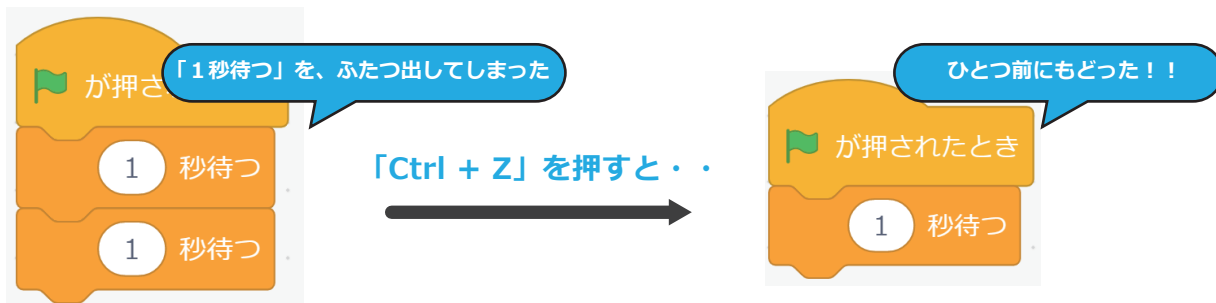 「１秒待つ」を、ふたつ出してしまった
が押さ
1 秒待つ
1 秒待つ
「Ctrl + Z」を押すと・・
ひとつ前にもどった！！
が押されたとき
1 秒待つ